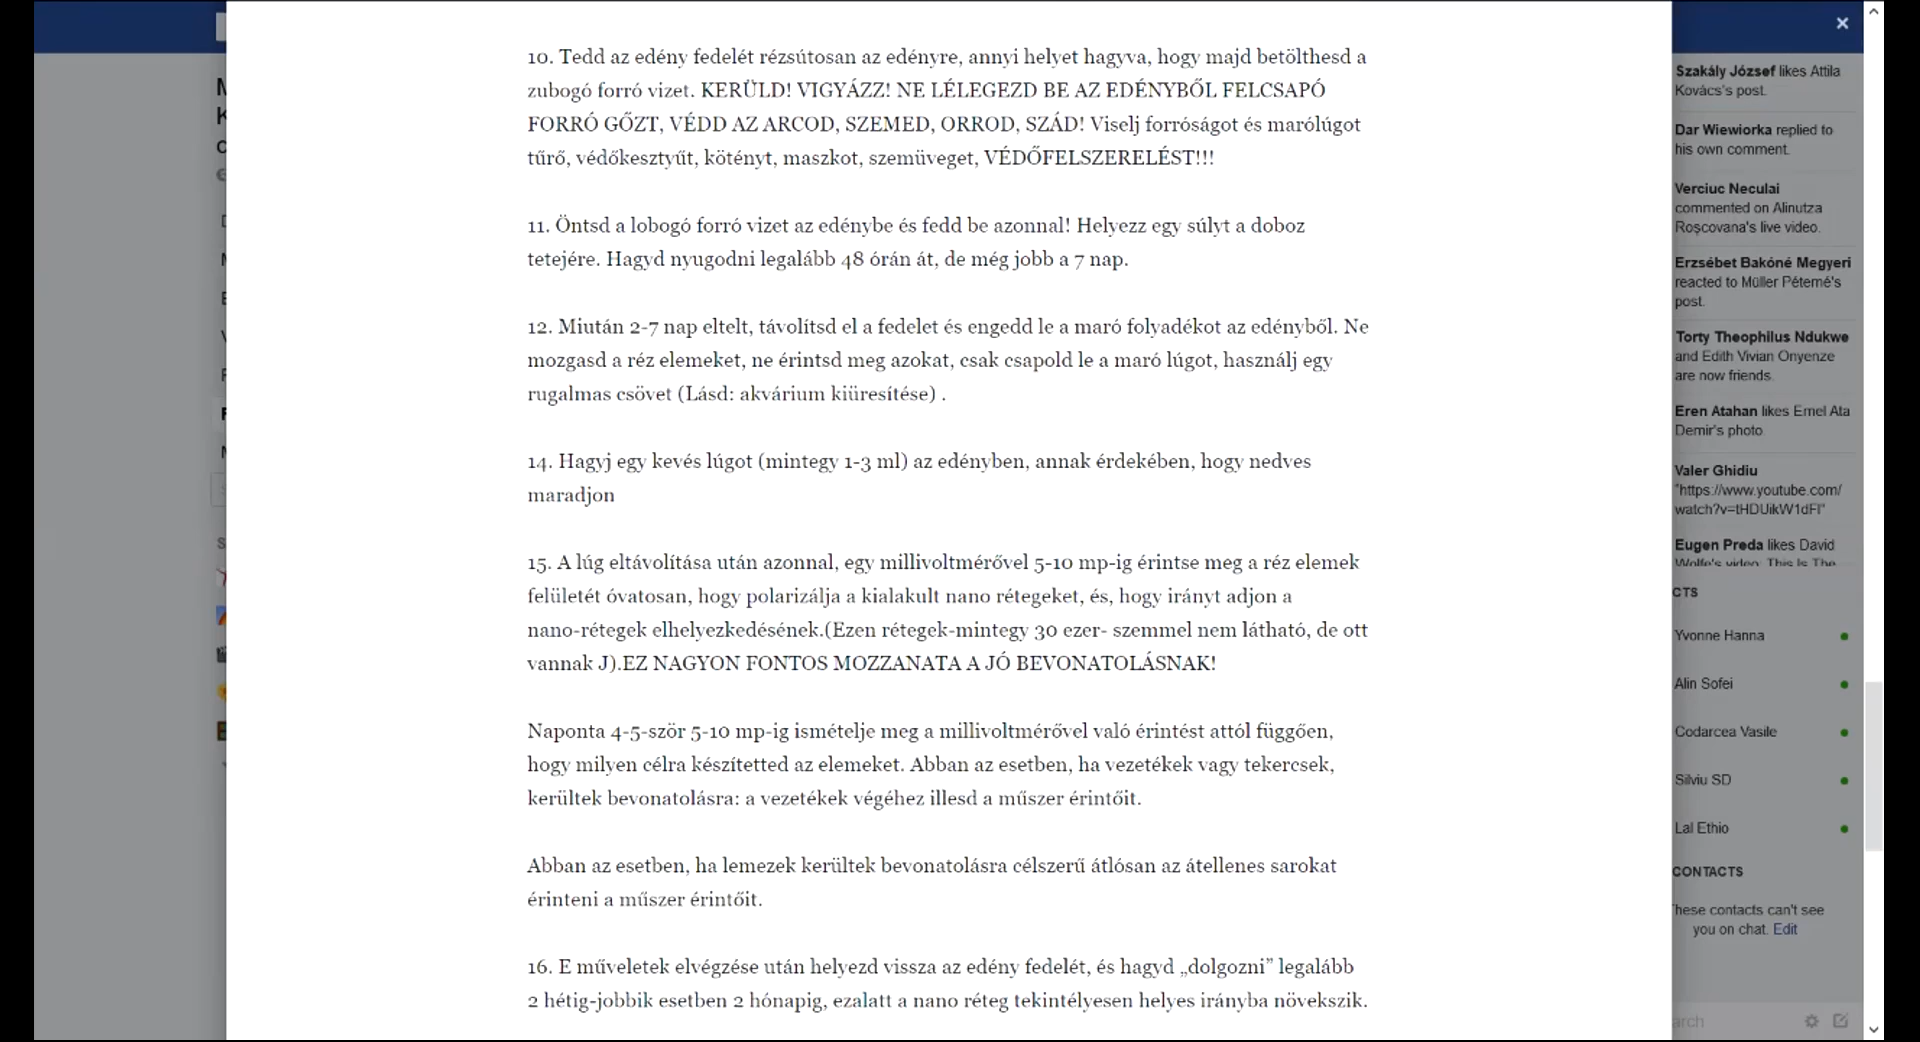 10. Tedd az edény fedelét rézsútosan az edényre, annyi helyet hagyva, hogy majd betölthesd a
zubogó forró vizet. KERÜLD! VIGYÁZZ! NE LÉLEGEZD BE AZ EDÉNYBŐL FELCSAPÓ
FORRÓ GŐZT, VÉDD AZ ARCOD, SZEMED, ORROD, SZÁD! Viselj forróságot és marólúgot
tűrő, védőkesztyűt, kötényt, maszkot, szemüveget, VÉDŐFELSZERELÉST!!!
11. Öntsd a lobogó forró vizet az edénybe és fedd be azonnal! Helyezz egy súlyt a doboz
tetejére. Hagyd nyugodni legalább 48 órán át, de még jobb a 7 nap.
12. Miután 2-7 nap eltelt, távolítsd el a fedelet és engedd le a maró folyadékot az edényből. Ne
mozgasd a réz elemeket, ne érintsd meg azokat, csak csapold le a maró lúgot, használj egy
rugalmas csövet (Lásd: akvárium kiüresítése) .
14. Hagyj egy kevés lúgot (mintegy 1-3 ml) az edényben, annak érdekében, hogy nedves
maradjon
15. A lúg eltávolítása után azonnal, egy millivoltmérővel 5-10 mp-ig érintse meg a réz elemek
felületét óvatosan, hogy polarizálja a kialakult nano rétegeket, és, hogy irányt adjon a
nano-rétegek elhelyezkedésének.(Ezen rétegek-mintegy 30 ezer- szemmel nem látható, de ott
vannak J).EZ NAGYON FONTOS MOZZANATA A JÓ BEVONATOLÁSNAK!
Naponta 4-5-ször 5-10 mp-ig ismételje meg a millivoltmérővel való érintést attól függően,
hogy milyen célra készítetted az elemeket. Abban az esetben, ha vezetékek vagy tekercsek,
kerültek bevonatolásra: a vezetékek végéhez illesd a műszer érintőit.
Abban az esetben, ha lemezek kerültek bevonatolásra célszerű átlósan az átellenes sarokat
érinteni a műszer érintőit.
16. E műveletek elvégzése után helyezd vissza az edény fedelét, és hagyd „dolgozni” legalább
2 hétig-jobbik esetben 2 hónapig, ezalatt a nano réteg tekintélyesen helyes irányba növekszik.
Szakály József likes Attila
Kovács's post.
Dar Wiewiorka replied to
his own comment.
Verciuc Neculai
commented on Alinutza
Roșcovana's live video.
Erzsébet Bakóné Megyeri
reacted to Müller Péterné's
post.
Torty Theophilus Ndukwe
and Edith Vivian Onyenze
are now friends.
Eren Atahan likes Emel Ata
Demir's photo
Valer Ghidiu
"https://www.youtube.com/
watch?v=tHDUikW1dFI"
Eugen Preda likes David
Wolfe's video: This Is The
CTS
Yvonne Hanna
Alin Sofei
Codarcea Vasile
Silviu SD
Lal Ethio
CONTACTS
hese contacts can't see
you on chat. Edit
arch